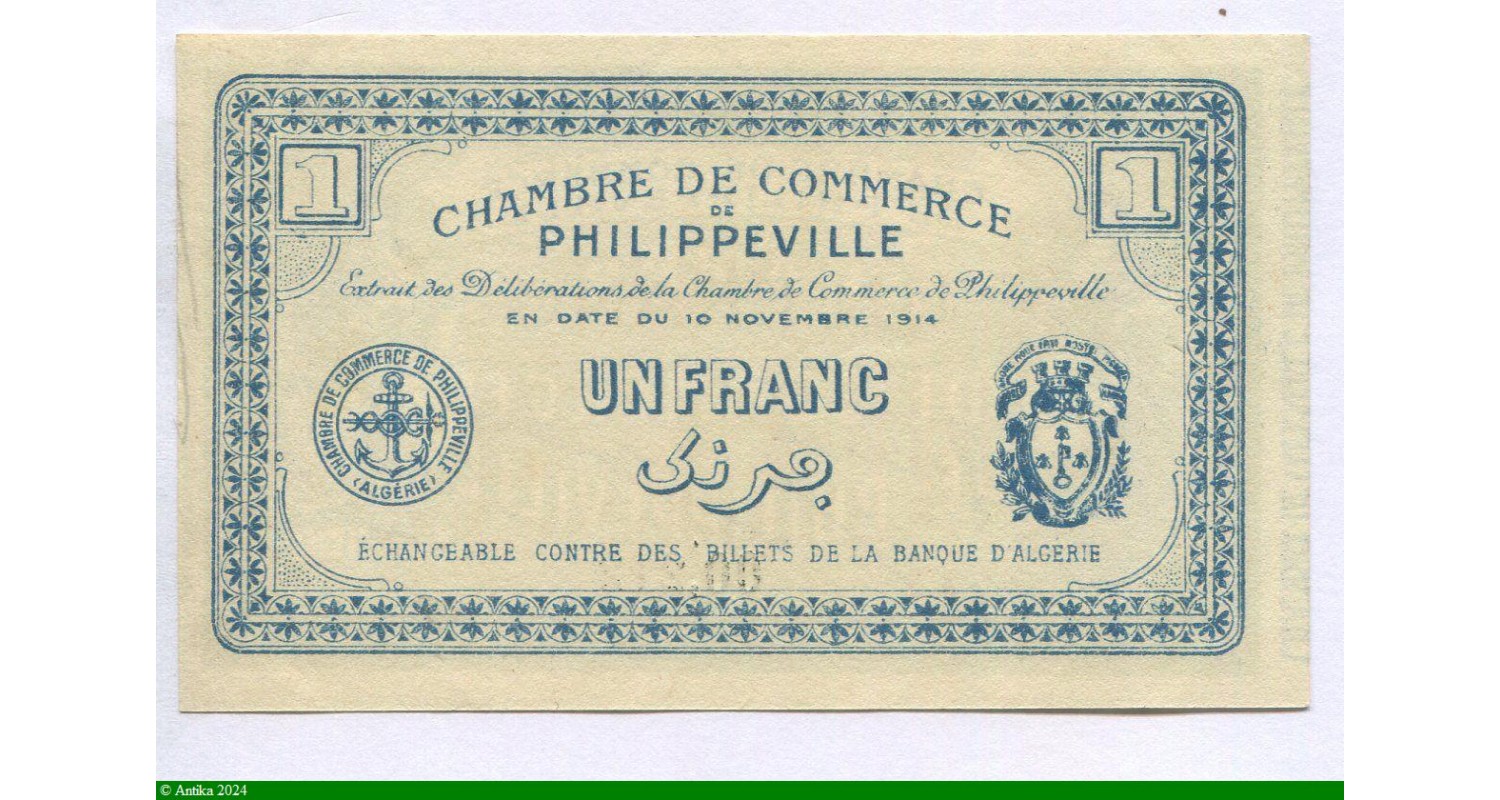 1
1
CHAMBRE DE COMMERCE
DE
PHILIPPEVILLE
Extrait des Délibérations de la Chambre de Commerce de Philippeville
EN DATE DU 10 NOVEMBRE 1914
CHAMBRE DE COMMERCE DE PHILIPPEVILLE
(ALGÉRIE)
UN FRANC
ڢرنك
ÉCHANGEABLE CONTRE DES BILLETS DE LA BANQUE D'ALGERIE
© Antika 2024